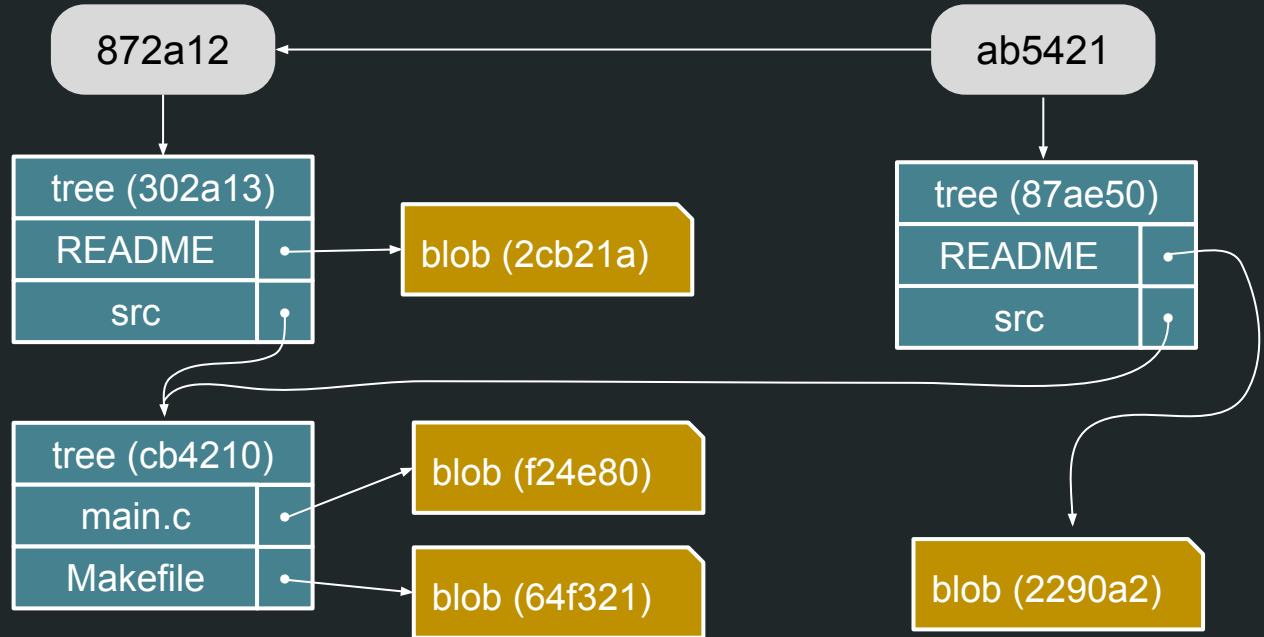 872a12
ab5421
tree (302a13)
README
src
blob (2cb21a)
tree (87ae50)
README
src
tree (cb4210)
main.c
Makefile
blob (f24e80)
blob (64f321)
blob (2290a2)